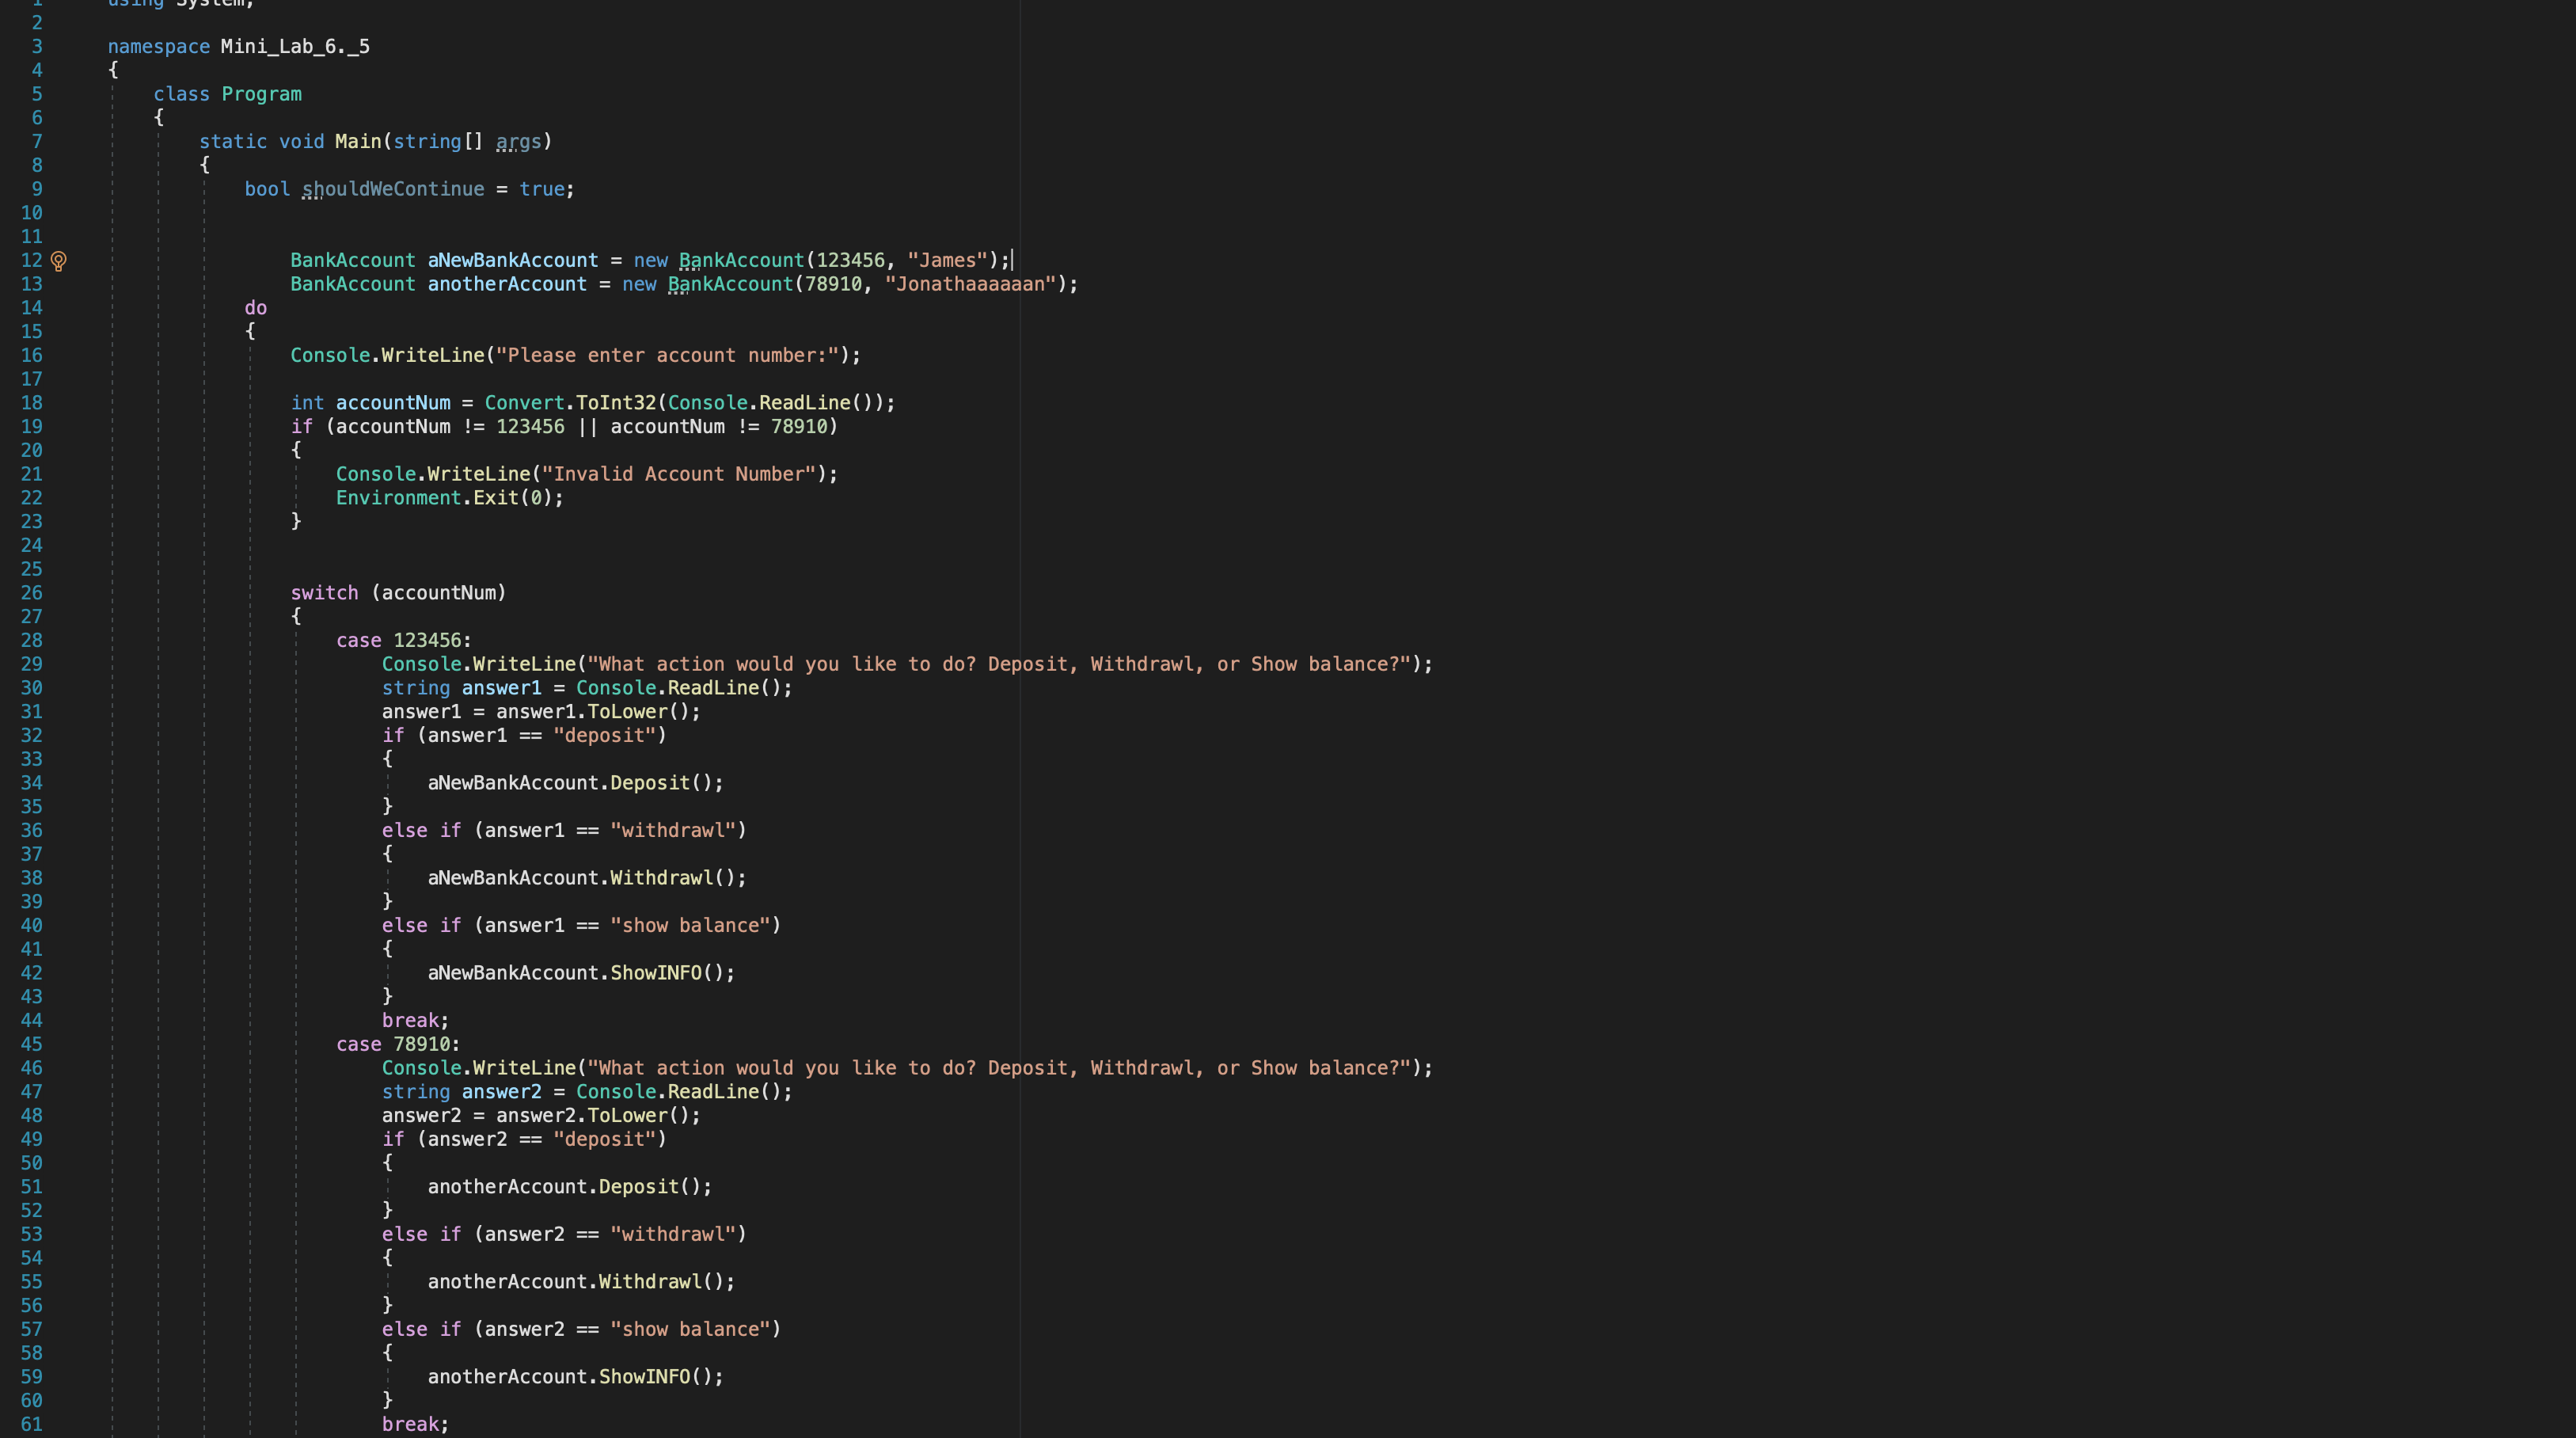 1 using System;
2
3 namespace Mini_Lab_6._5
4 {
5 class Program
6 {
7 static void Main(string[] args)
8 {
9 bool shouldWeContinue = true;
10
11
12 BankAccount aNewBankAccount = new BankAccount(123456, "James");
13 BankAccount anotherAccount = new BankAccount(78910, "Jonathaaaaaan");
14 do
15 {
16 Console.WriteLine("Please enter account number:");
17
18 int accountNum = Convert.ToInt32(Console.ReadLine());
19 if (accountNum != 123456 || accountNum != 78910)
20 {
21 Console.WriteLine("Invalid Account Number");
22 Environment.Exit(0);
23 }
24
25
26 switch (accountNum)
27 {
28 case 123456:
29 Console.WriteLine("What action would you like to do? Deposit, Withdrawl, or Show balance?");
30 string answer1 = Console.ReadLine();
31 answer1 = answer1.ToLower();
32 if (answer1 == "deposit")
33 {
34 aNewBankAccount.Deposit();
35 }
36 else if (answer1 == "withdrawl")
37 {
38 aNewBankAccount.Withdrawl();
39 }
40 else if (answer1 == "show balance")
41 {
42 aNewBankAccount.ShowINFO();
43 }
44 break;
45 case 78910:
46 Console.WriteLine("What action would you like to do? Deposit, Withdrawl, or Show balance?");
47 string answer2 = Console.ReadLine();
48 answer2 = answer2.ToLower();
49 if (answer2 == "deposit")
50 {
51 anotherAccount.Deposit();
52 }
53 else if (answer2 == "withdrawl")
54 {
55 anotherAccount.Withdrawl();
56 }
57 else if (answer2 == "show balance")
58 {
59 anotherAccount.ShowINFO();
60 }
61 break;